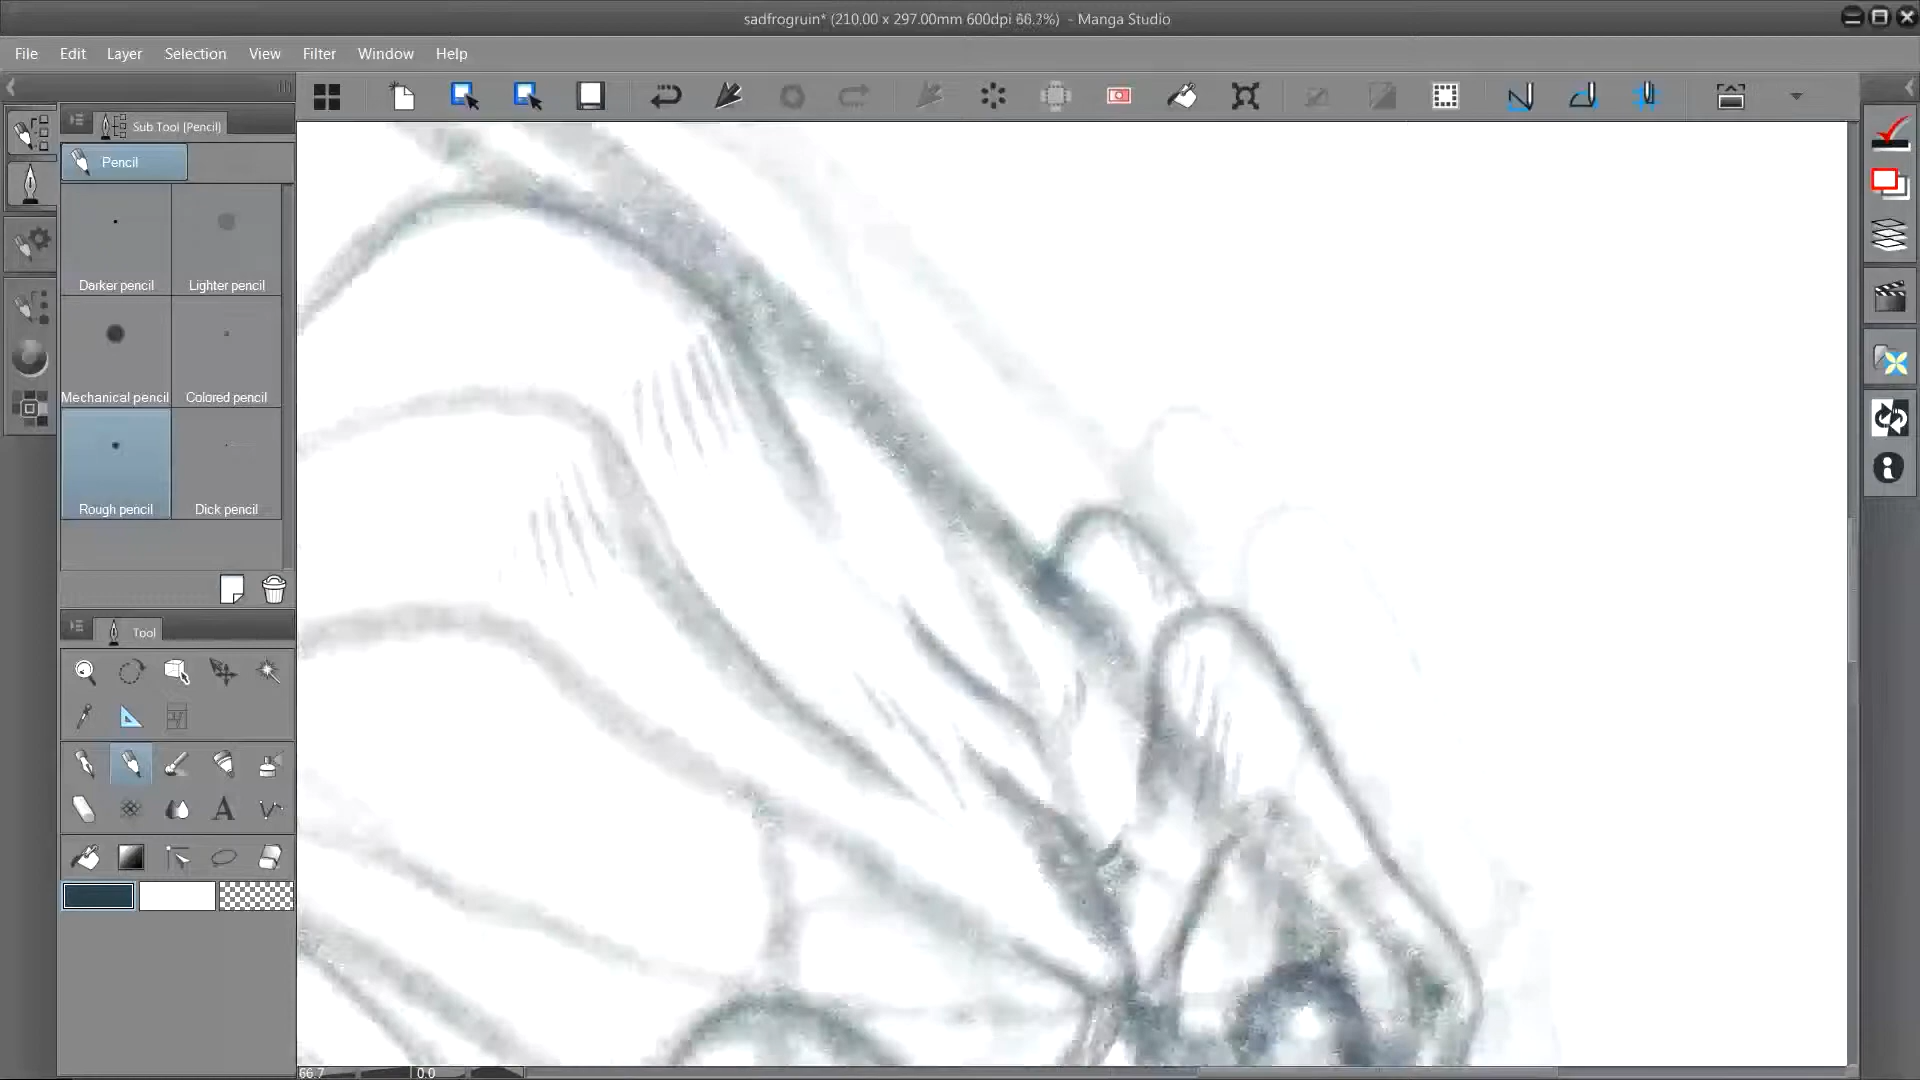 sadfrogruin* (210.00 x 297.00mm 600dpi 66.7%) - Manga Studio
File Edit Layer Selection View Filter Window Help
Sub Tool [Pencil]
Pencil
Darker pencil Lighter pencil
Mechanical pencil Colored pencil
Rough pencil Dick pencil
Tool
66.7 0.0